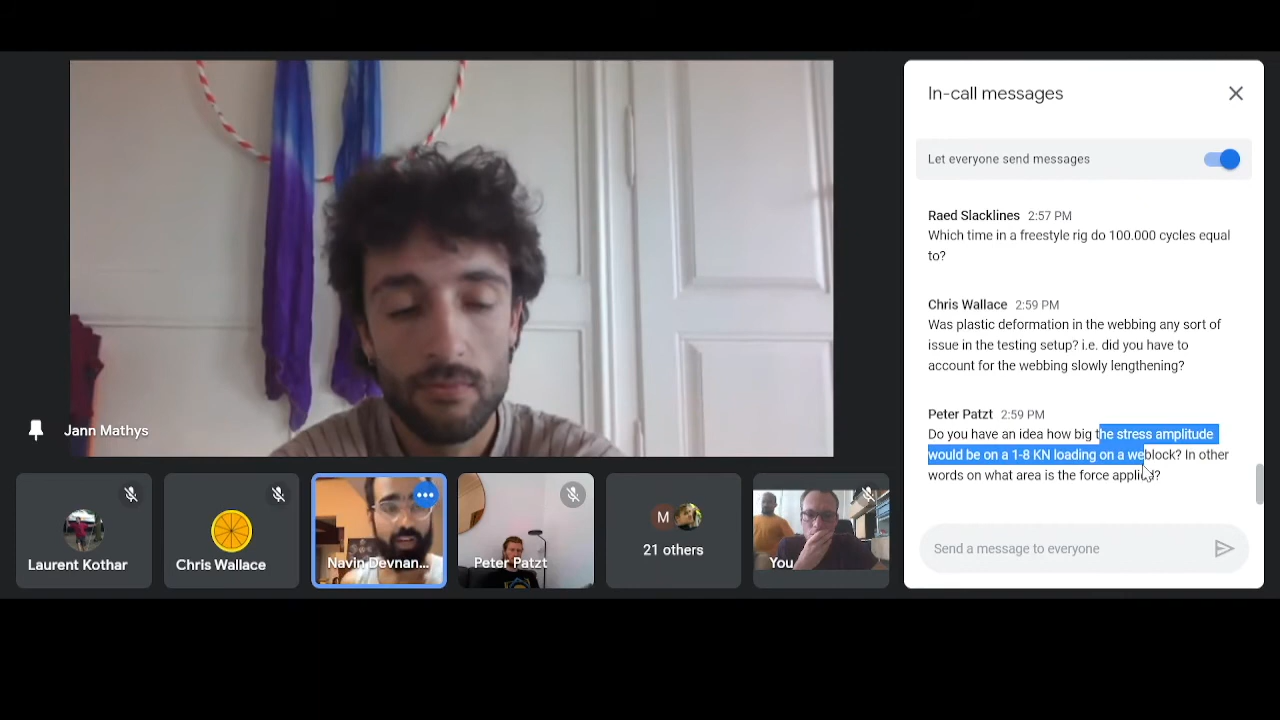 In-call messages
Let everyone send messages
Raed Slacklines 2:57 PM
Which time in a freestyle rig do 100.000 cycles equal
to?
Chris Wallace 2:59 PM
Was plastic deformation in the webbing any sort of
issue in the testing setup? i.e. did you have to
account for the webbing slowly lengthening?
Peter Patzt 2:59 PM
Do you have an idea how big the stress amplitude
would be on a 1-8 KN loading on a weblock? In other
words on what area is the force applied?
Send a message to everyone
Jann Mathys
Laurent Kothar
Chris Wallace
Navin Devnan...
Peter Patzt
M
21 others
You